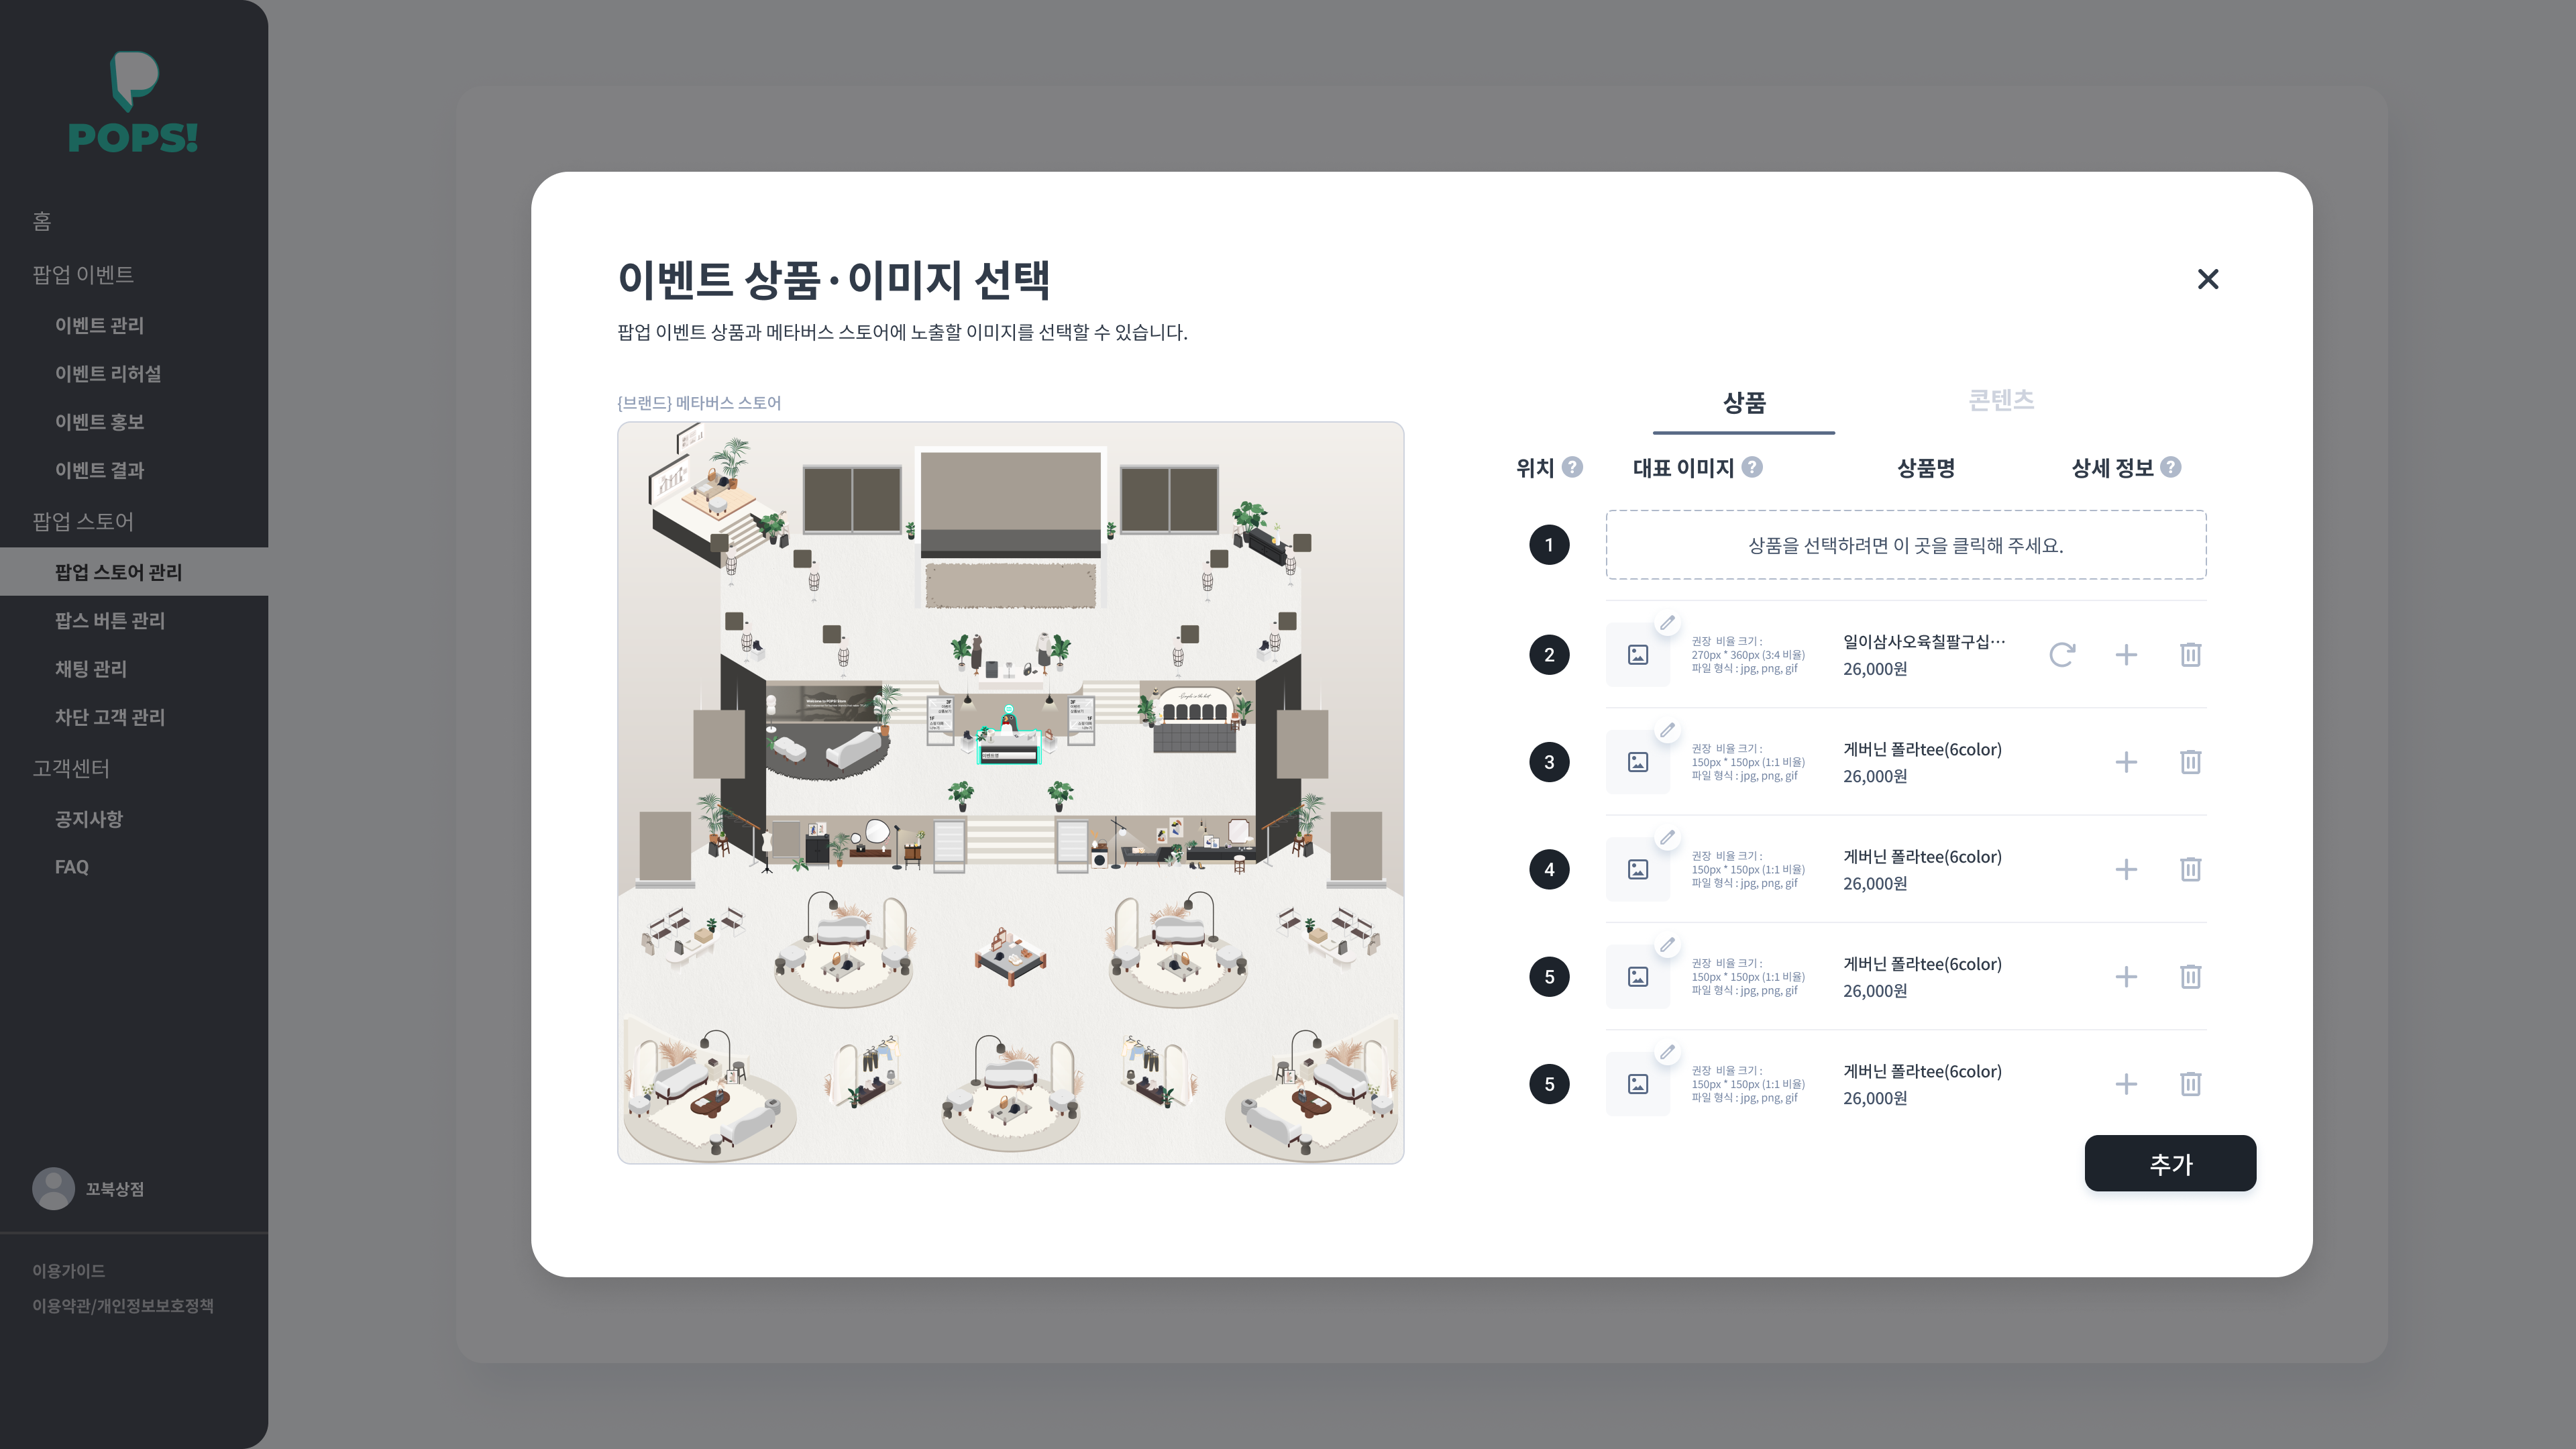 POPS!
홈
팝업 이벤트
이벤트 관리
이벤트 리허설
이벤트 홍보
이벤트 결과
팝업 스토어
팝업 스토어 관리
팝스 버튼 관리
채팅 관리
차단 고객 관리
고객센터
공지사항
FAQ
꼬북상점
이용가이드
이용약관/개인정보보호정책
이벤트 상품·이미지 선택
팝업 이벤트 상품과 메타버스 스토어에 노출할 이미지를 선택할 수 있습니다.
{브랜드} 메타버스 스토어
상품
콘텐츠
위치 ?
대표 이미지 ?
상품명
상세 정보 ?
1
상품을 선택하려면 이 곳을 클릭해 주세요.
2
권장 비율 크기 :
270px * 360px (3:4 비율)
파일 형식 : jpg, png, gif
일이삼사오육칠팔구십…
26,000원
3
권장 비율 크기 :
150px * 150px (1:1 비율)
파일 형식 : jpg, png, gif
게버닌 폴라tee(6color)
26,000원
4
권장 비율 크기 :
150px * 150px (1:1 비율)
파일 형식 : jpg, png, gif
게버닌 폴라tee(6color)
26,000원
5
권장 비율 크기 :
150px * 150px (1:1 비율)
파일 형식 : jpg, png, gif
게버닌 폴라tee(6color)
26,000원
5
권장 비율 크기 :
150px * 150px (1:1 비율)
파일 형식 : jpg, png, gif
게버닌 폴라tee(6color)
26,000원
추가